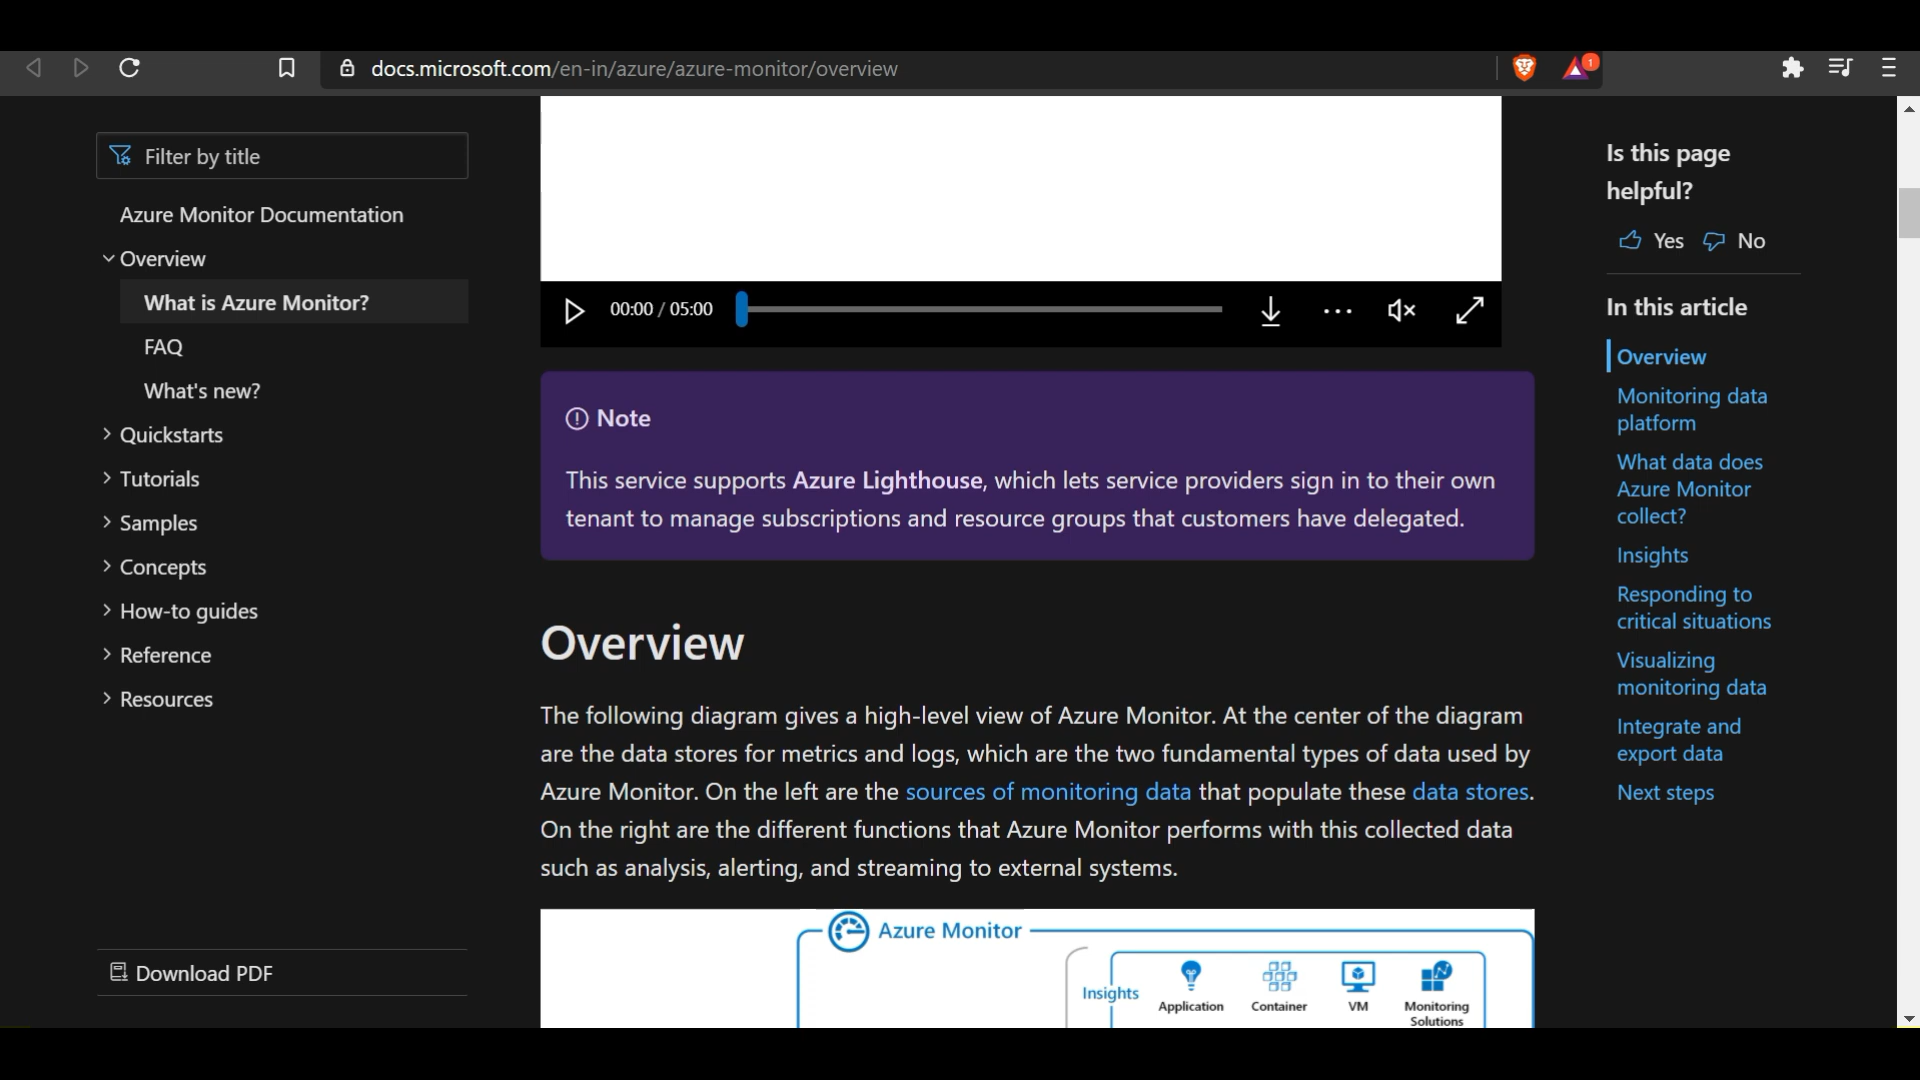 docs.microsoft.com/en-in/azure/azure-monitor/overview
1
Filter by title
Azure Monitor Documentation
Overview
What is Azure Monitor?
FAQ
What's new?
Quickstarts
Tutorials
Samples
Concepts
How-to guides
Reference
Resources
Download PDF
00:00 / 05:00
Note
This service supports Azure Lighthouse, which lets service providers sign in to their own
tenant to manage subscriptions and resource groups that customers have delegated.
Overview
The following diagram gives a high-level view of Azure Monitor. At the center of the diagram
are the data stores for metrics and logs, which are the two fundamental types of data used by
Azure Monitor. On the left are the sources of monitoring data that populate these data stores.
On the right are the different functions that Azure Monitor performs with this collected data
such as analysis, alerting, and streaming to external systems.
Azure Monitor
Insights
Application
Container
VM
Monitoring
Solutions
Is this page
helpful?
Yes No
In this article
Overview
Monitoring data
platform
What data does
Azure Monitor
collect?
Insights
Responding to
critical situations
Visualizing
monitoring data
Integrate and
export data
Next steps